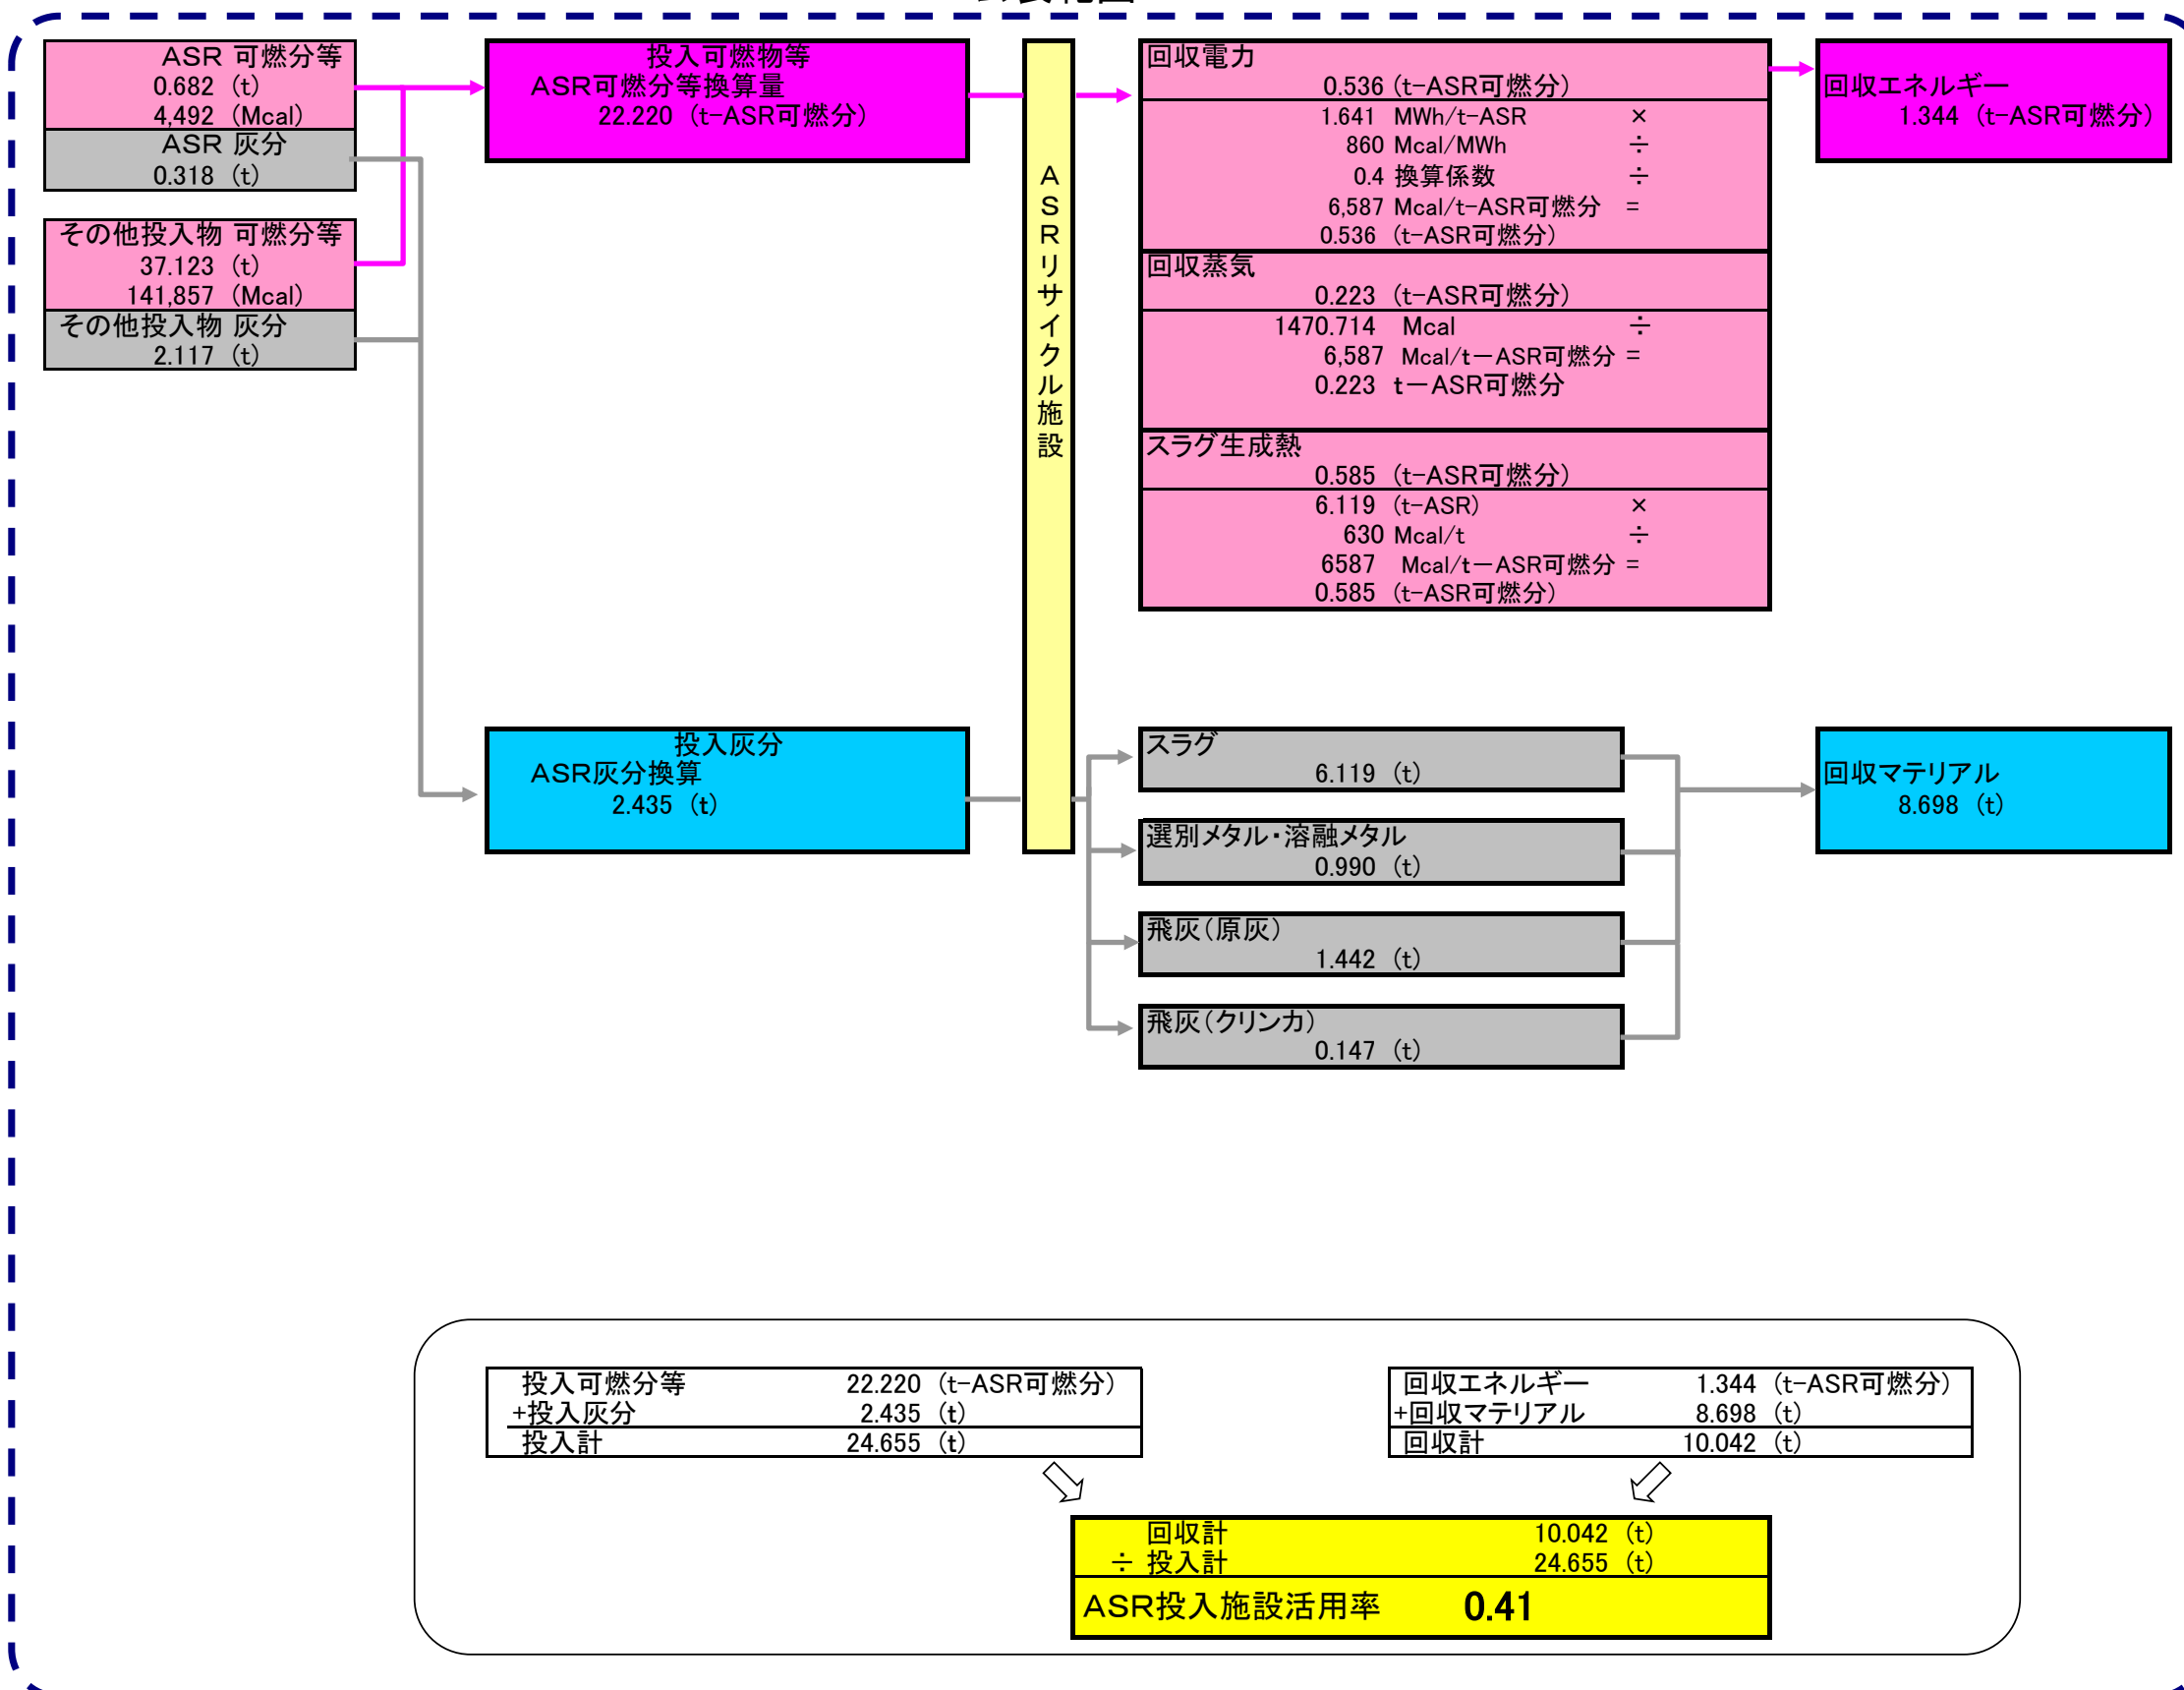 ASR 可燃分等
0.682 (t)
4,492 (Mcal)
ASR 灰分
0.318 (t)
その他投入物 可燃分等
37.123 (t)
141,857 (Mcal)
その他投入物 灰分
2.117 (t)
投入可燃物等
ASR可燃分等換算量
22.220 (t-ASR可燃分)
投入灰分
ASR灰分換算
2.435 (t)
ASRリサイクル施設
回収電力
0.536 (t-ASR可燃分)
1.641 MWh/t-ASR ×
860 Mcal/MWh ÷
0.4 換算係数 ÷
6,587 Mcal/t-ASR可燃分 =
0.536 (t-ASR可燃分)
回収蒸気
0.223 (t-ASR可燃分)
1470.714 Mcal ÷
6,587 Mcal/t－ASR可燃分 =
0.223 t－ASR可燃分
スラグ生成熱
0.585 (t-ASR可燃分)
6.119 (t-ASR) ×
630 Mcal/t ÷
6587 Mcal/t－ASR可燃分 =
0.585 (t-ASR可燃分)
回収エネルギー
1.344 (t-ASR可燃分)
スラグ
6.119 (t)
選別メタル・溶融メタル
0.990 (t)
飛灰(原灰)
1.442 (t)
飛灰(クリンカ)
0.147 (t)
回収マテリアル
8.698 (t)
投入可燃分等 22.220 (t-ASR可燃分)
+投入灰分 2.435 (t)
投入計 24.655 (t)
回収エネルギー 1.344 (t-ASR可燃分)
+回収マテリアル 8.698 (t)
回収計 10.042 (t)
回収計 10.042 (t)
÷ 投入計 24.655 (t)
ASR投入施設活用率 0.41